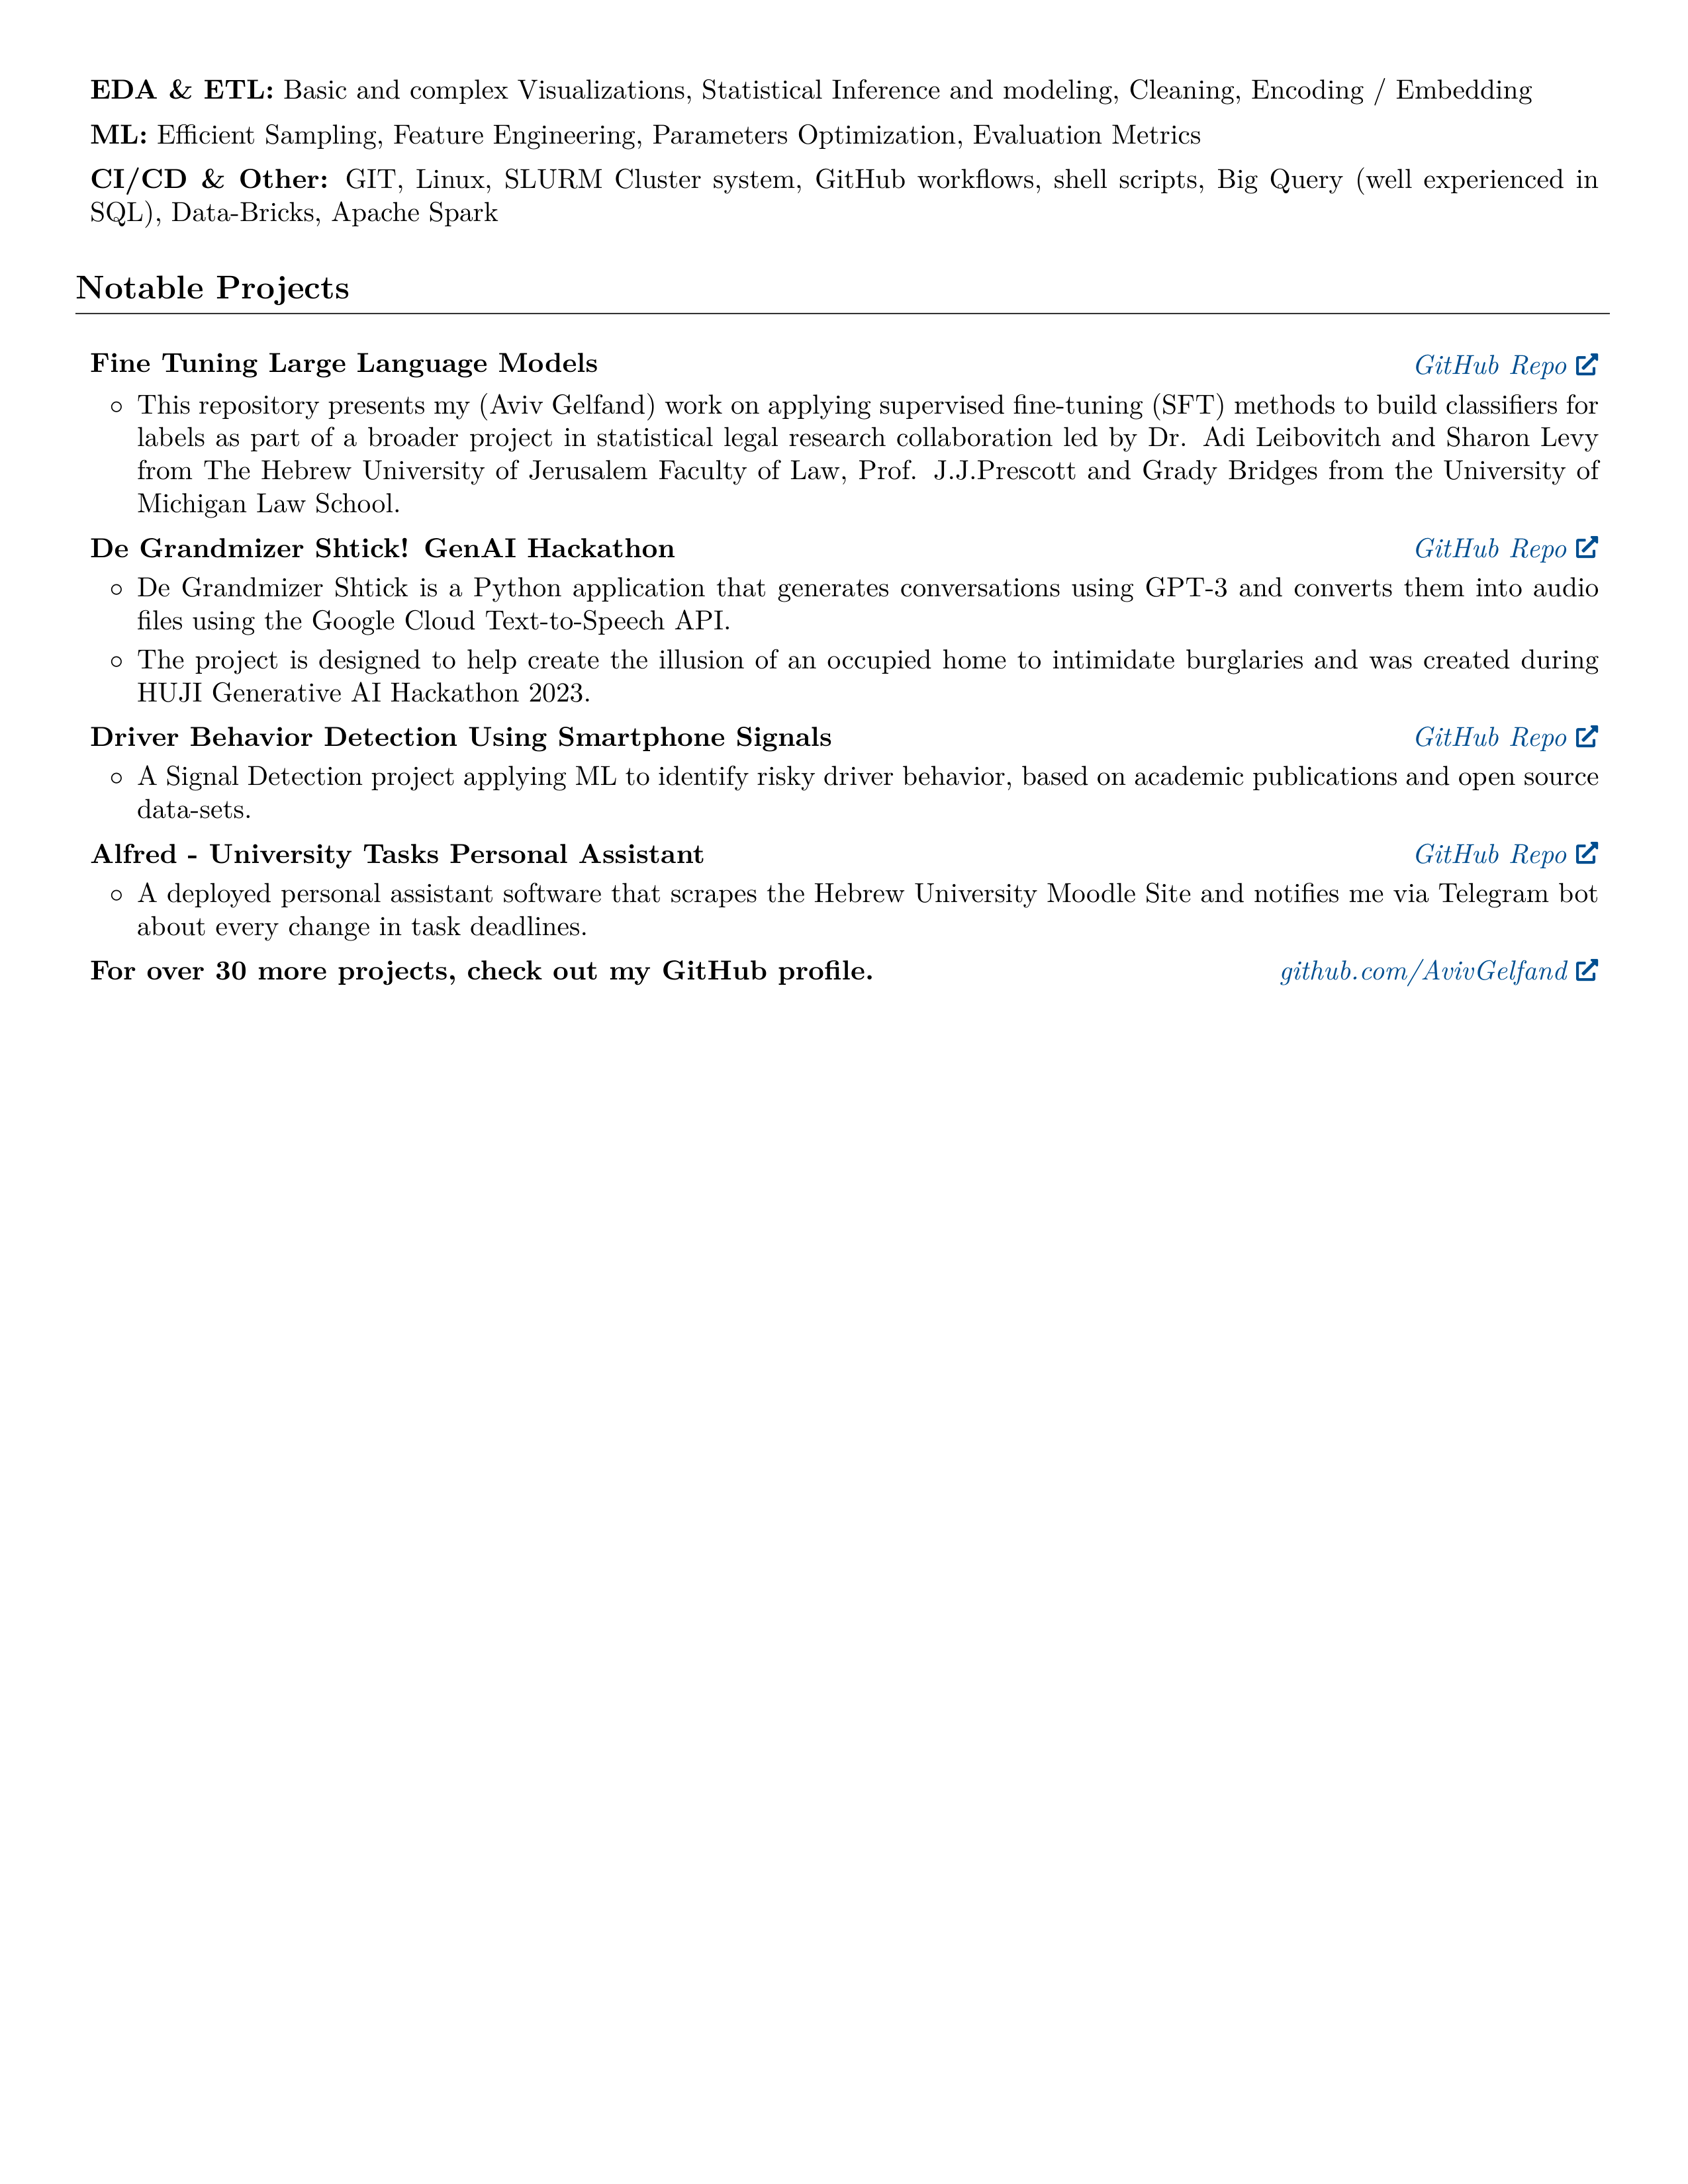 EDA & ETL: Basic and complex Visualizations, Statistical Inference and modeling, Cleaning, Encoding / Embedding
ML: Efficient Sampling, Feature Engineering, Parameters Optimization, Evaluation Metrics
CI/CD & Other: GIT, Linux, SLURM Cluster system, GitHub workflows, shell scripts, Big Query (well experienced in
SQL), Data-Bricks, Apache Spark
Notable Projects
Fine Tuning Large Language Models GitHub Repo
◦ This repository presents my (Aviv Gelfand) work on applying supervised fine-tuning (SFT) methods to build classifiers for
labels as part of a broader project in statistical legal research collaboration led by Dr. Adi Leibovitch and Sharon Levy
from The Hebrew University of Jerusalem Faculty of Law, Prof. J.J.Prescott and Grady Bridges from the University of
Michigan Law School.
De Grandmizer Shtick! GenAI Hackathon GitHub Repo
◦ De Grandmizer Shtick is a Python application that generates conversations using GPT-3 and converts them into audio
files using the Google Cloud Text-to-Speech API.
◦ The project is designed to help create the illusion of an occupied home to intimidate burglaries and was created during
HUJI Generative AI Hackathon 2023.
Driver Behavior Detection Using Smartphone Signals GitHub Repo
◦ A Signal Detection project applying ML to identify risky driver behavior, based on academic publications and open source
data-sets.
Alfred - University Tasks Personal Assistant GitHub Repo
◦ A deployed personal assistant software that scrapes the Hebrew University Moodle Site and notifies me via Telegram bot
about every change in task deadlines.
For over 30 more projects, check out my GitHub profile. github.com/AvivGelfand